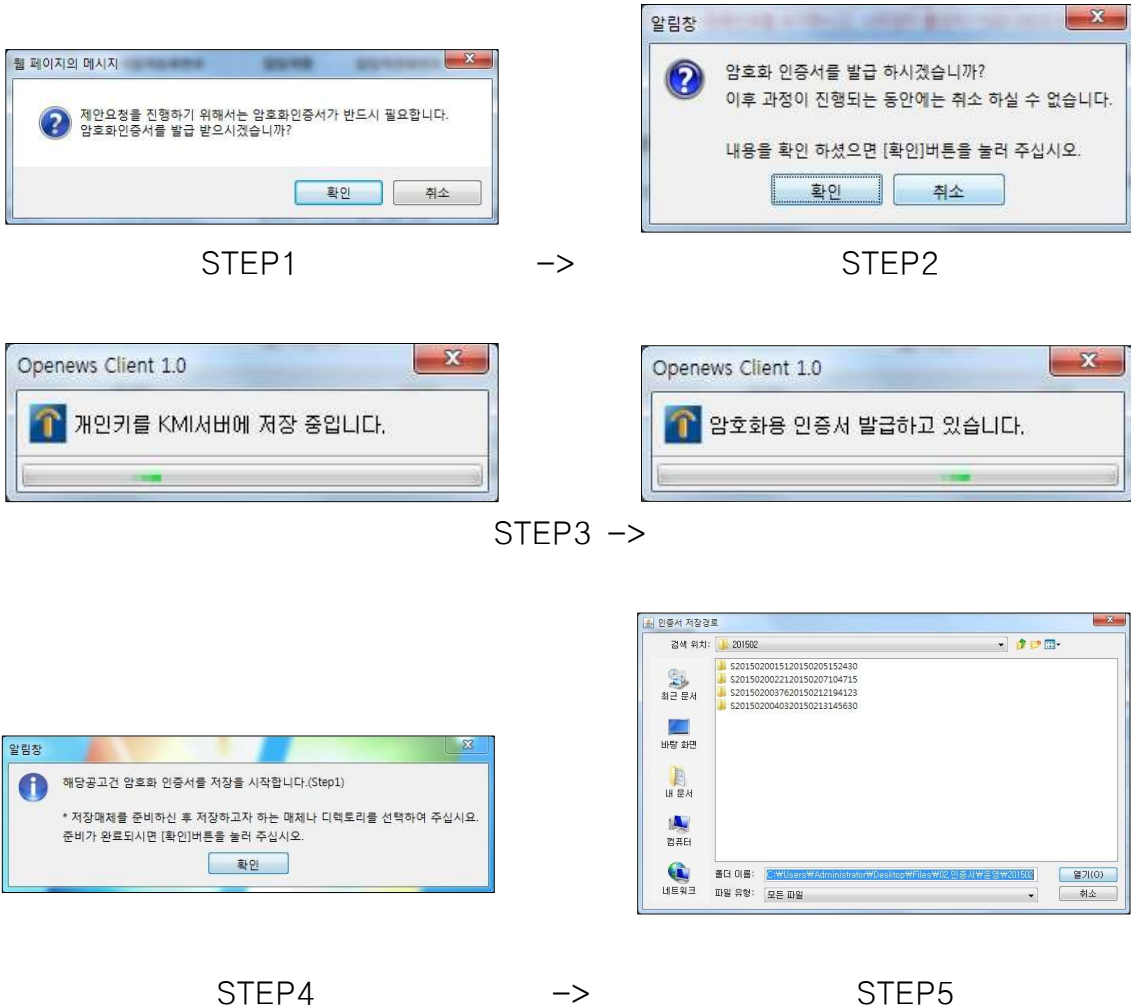 웹 페이지의 메시지
제안요청을 진행하기 위해서는 암호화인증서가 반드시 필요합니다.
암호화인증서를 발급 받으시겠습니까?
확인 취소
알림창
암호화 인증서를 발급 하시겠습니까?
이후 과정이 진행되는 동안에는 취소 하실 수 없습니다.
내용을 확인 하셨으면 [확인]버튼을 눌러 주십시오.
확인 취소
STEP1 -> STEP2
Openews Client 1.0
개인키를 KMI서버에 저장 중입니다.
Openews Client 1.0
암호화용 인증서 발급하고 있습니다.
STEP3 ->
알림창
해당공고건 암호화 인증서를 저장을 시작합니다.(Step1)
* 저장매체를 준비하신 후 저장하고자 하는 매체나 디렉토리를 선택하여 주십시요.
준비가 완료되시면 [확인]버튼을 눌러 주십시오.
확인
인증서 저장경로
검색 위치: 201502
S2015020015120150205152430
S2015020022120150207104715
S2015020037620150212194123
S2015020040320150213145630
최근 문서
바탕 화면
내 문서
컴퓨터
네트워크
폴더 이름: C:₩Users₩Administrator₩Desktop₩Files₩02.인증서₩운영₩201502 열기(O)
파일 유형: 모든 파일 취소
STEP4 -> STEP5